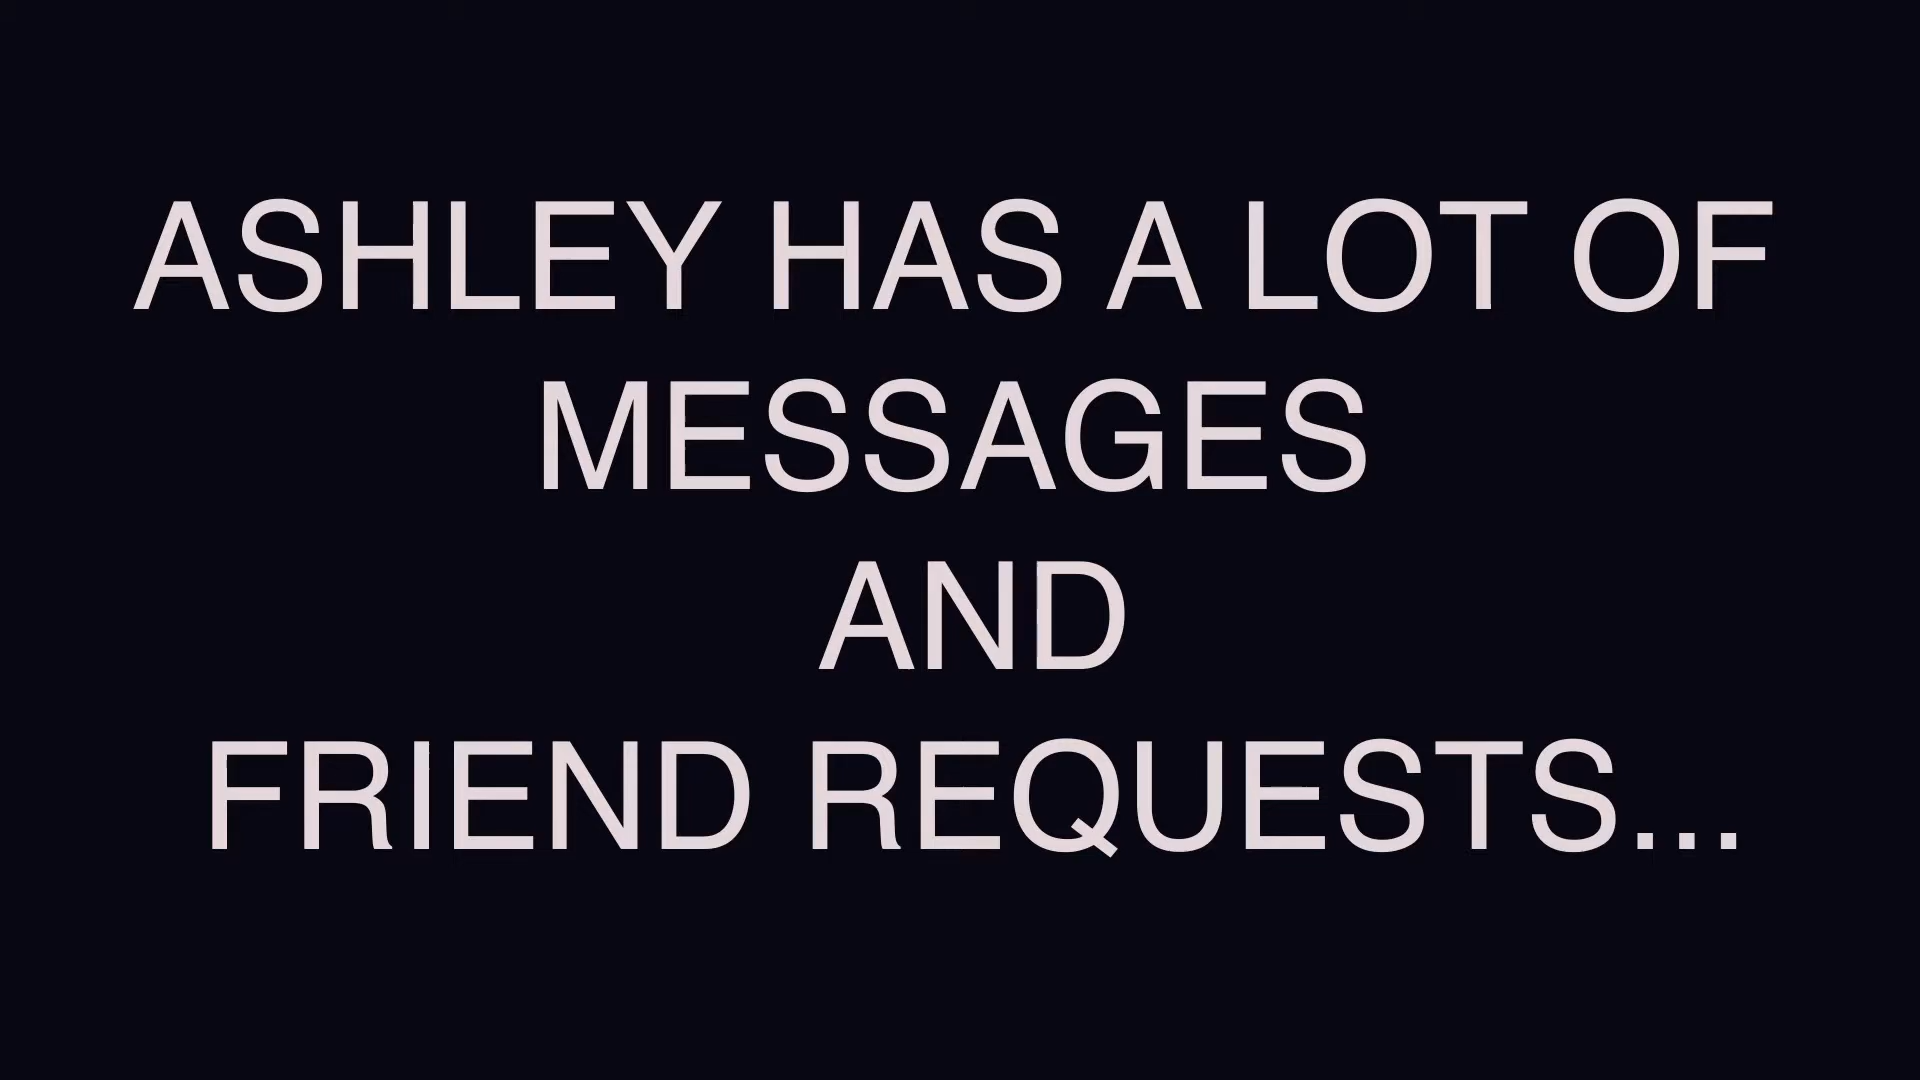 ASHLEY HAS A LOT OF
MESSAGES
AND
FRIEND REQUESTS...